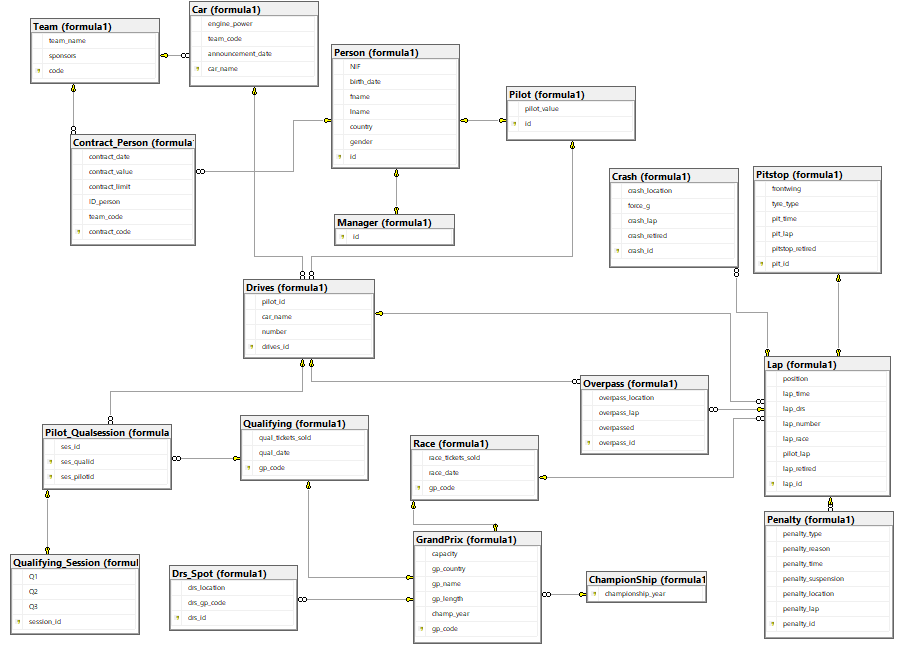 Team (formula1)
team_name
sponsors
code
Car (formula1)
engine_power
team_code
announcement_date
car_name
Person (formula1)
NIF
birth_date
fname
lname
country
gender
id
Pilot (formula1)
pilot_value
id
Contract_Person (formula
contract_date
contract_value
contract_limit
ID_person
team_code
contract_code
Manager (formula1)
id
Crash (formula1)
crash_location
force_g
crash_lap
crash_retired
crash_id
Pitstop (formula1)
frontwing
tyre_type
pit_time
pit_lap
pitstop_retired
pit_id
Drives (formula1)
pilot_id
car_name
number
drives_id
Lap (formula1)
position
lap_time
lap_drs
lap_number
lap_race
pilot_lap
lap_retired
lap_id
Overpass (formula1)
overpass_location
overpass_lap
overpassed
overpass_id
Pilot_Qualsession (formula
ses_id
ses_qualid
ses_pilotid
Qualifying (formula1)
qual_tickets_sold
qual_date
gp_code
Race (formula1)
race_tickets_sold
race_date
gp_code
Penalty (formula1)
penalty_type
penalty_reason
penalty_time
penalty_suspension
penalty_location
penalty_lap
penalty_id
Qualifying_Session (formul
Q1
Q2
Q3
session_id
Drs_Spot (formula1)
drs_location
drs_gp_code
drs_id
GrandPrix (formula1)
capacity
gp_country
gp_name
gp_length
champ_year
gp_code
ChampionShip (formula1
championship_year